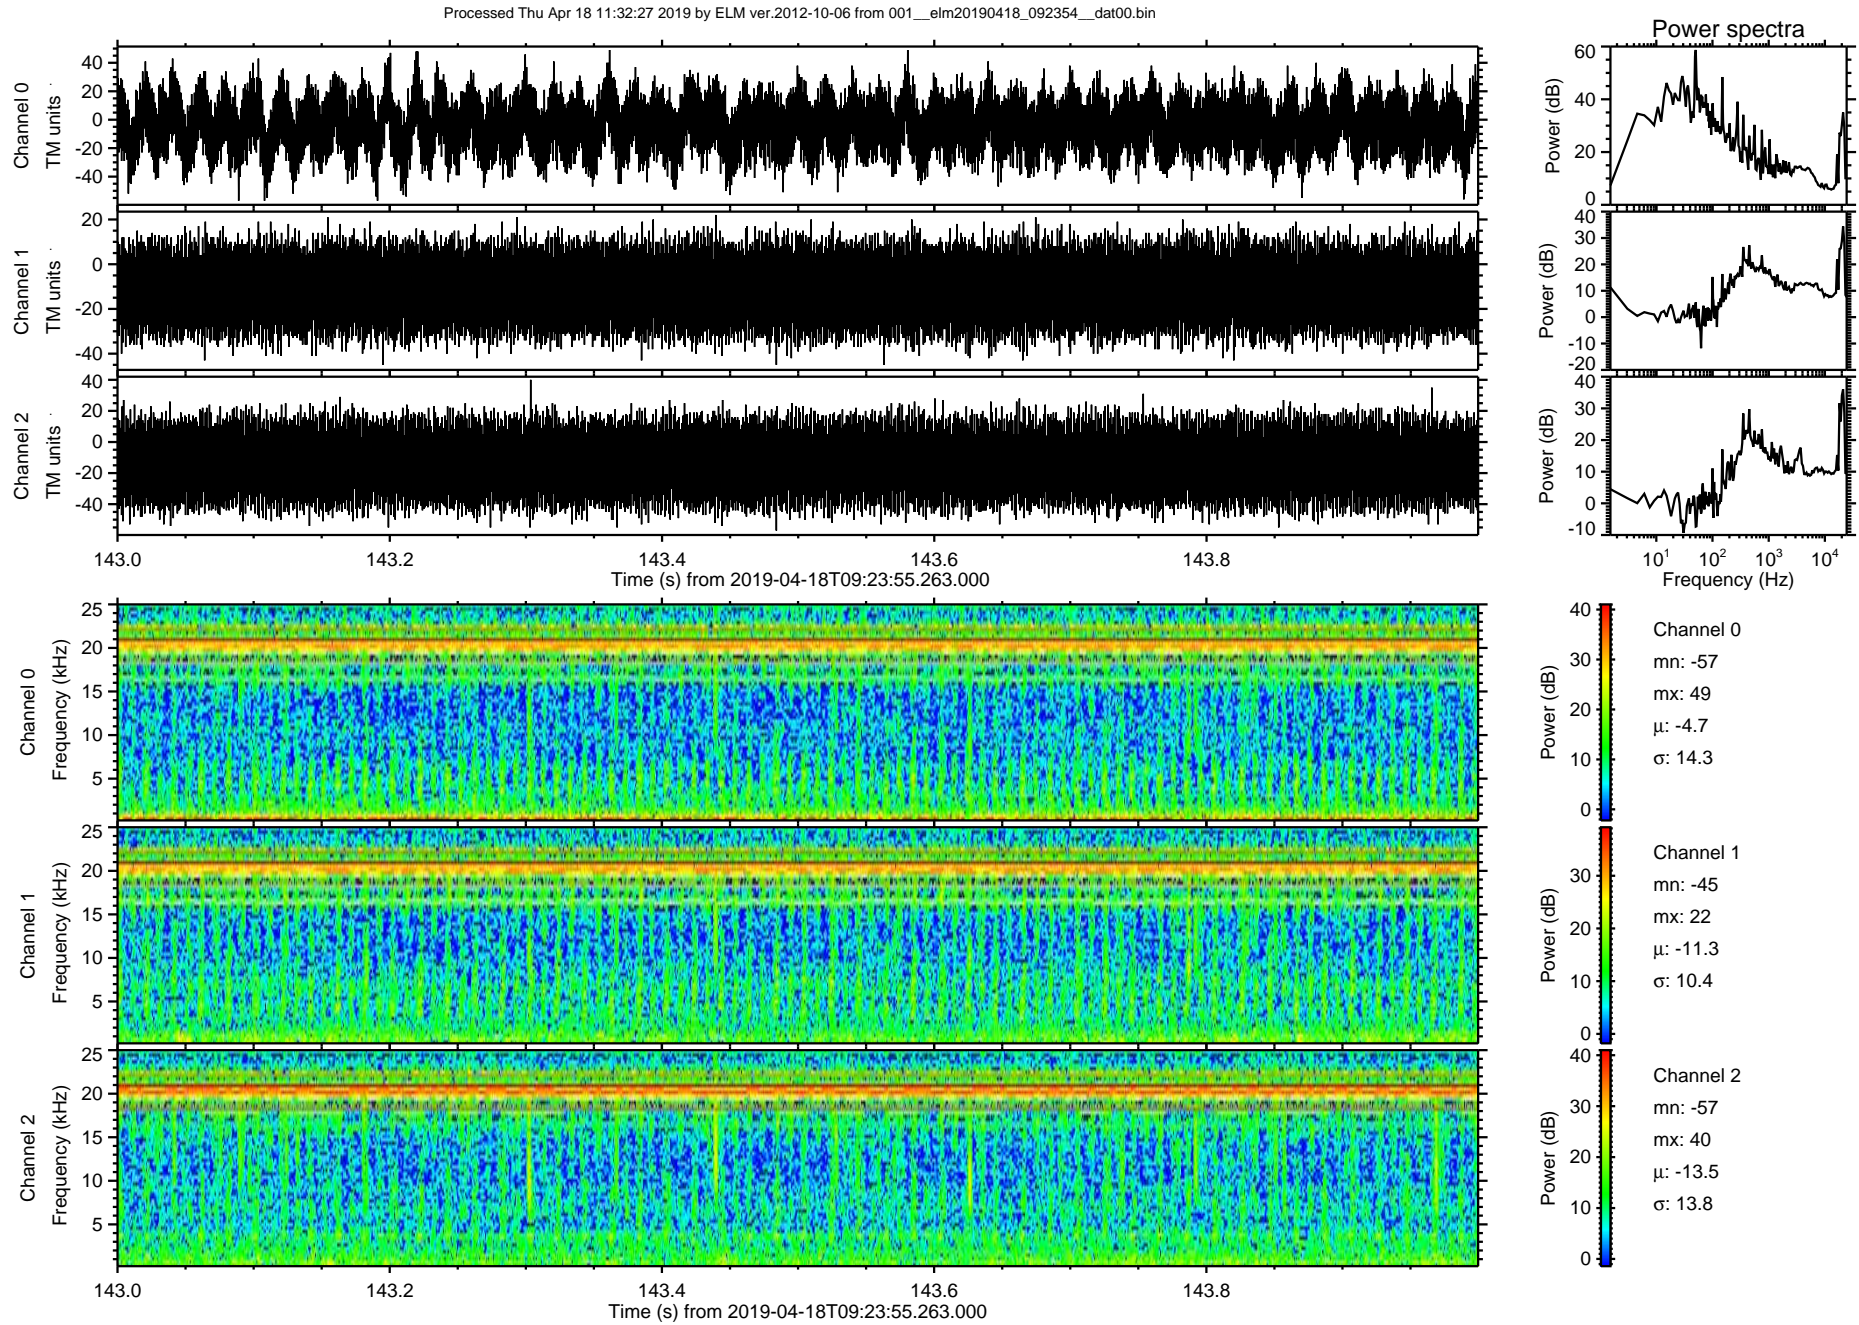 Processed Thu Apr 18 11:32:27 2019 by ELM ver.2012-10-06 from 001__elm20190418_092354__dat00.bin
Power spectra
Channel 0
TM units
40
20
0
-20
-40
Power (dB)
60
40
20
0
Channel 1
TM units
20
0
-20
-40
Power (dB)
40
30
20
10
0
-10
-20
Channel 2
TM units
40
20
0
-20
-40
Power (dB)
40
30
20
10
0
-10
143.0 143.2 143.4 143.6 143.8
Time (s) from 2019-04-18T09:23:55.263.000
10^1 10^2 10^3 10^4
Frequency (Hz)
Channel 0
Frequency (kHz)
25
20
15
10
5
Power (dB)
40
30
20
10
0
Channel 0
mn: -57
mx: 49
μ: -4.7
σ: 14.3
Channel 1
Frequency (kHz)
25
20
15
10
5
Power (dB)
30
20
10
0
Channel 1
mn: -45
mx: 22
μ: -11.3
σ: 10.4
Channel 2
Frequency (kHz)
25
20
15
10
5
Power (dB)
40
30
20
10
0
Channel 2
mn: -57
mx: 40
μ: -13.5
σ: 13.8
143.0 143.2 143.4 143.6 143.8
Time (s) from 2019-04-18T09:23:55.263.000